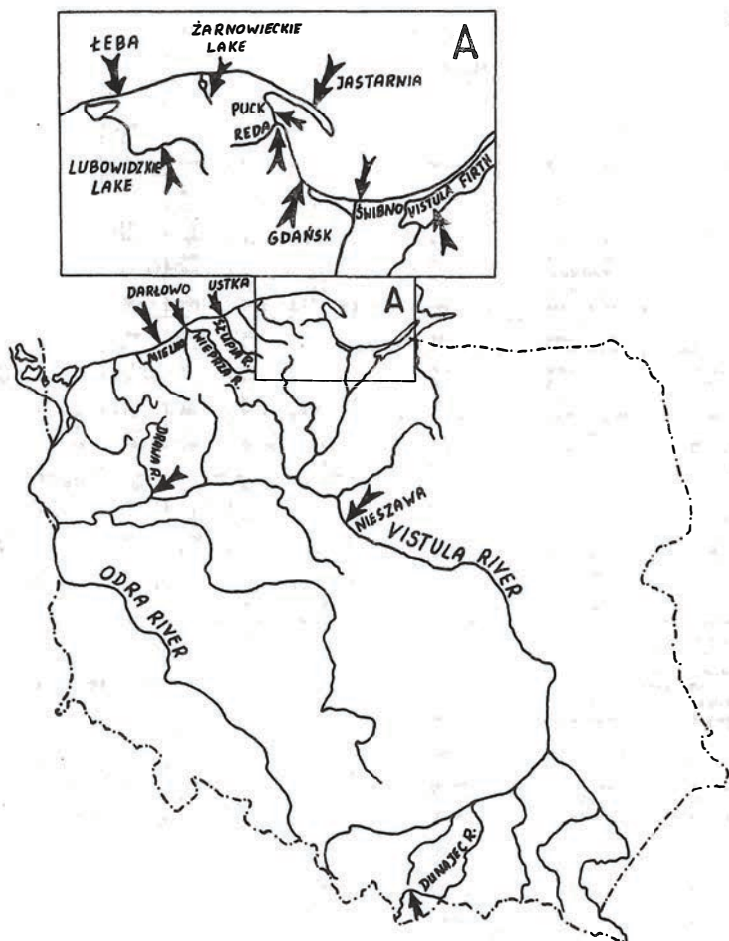 ŻARNOWIECKIE
LAKE
A
ŁEBA
JASTARNIA
PUCK
REDA
LUBOWIDZKIE
LAKE
ŚWIBNO
VISTULA FIRTH
GDAŃSK
DARŁOWO
USTKA
A
SŁUPIA R.
WIEPRZA R.
DRAWA R.
NIESZAWA
VISTULA RIVER
ODRA RIVER
DUNAJEC R.